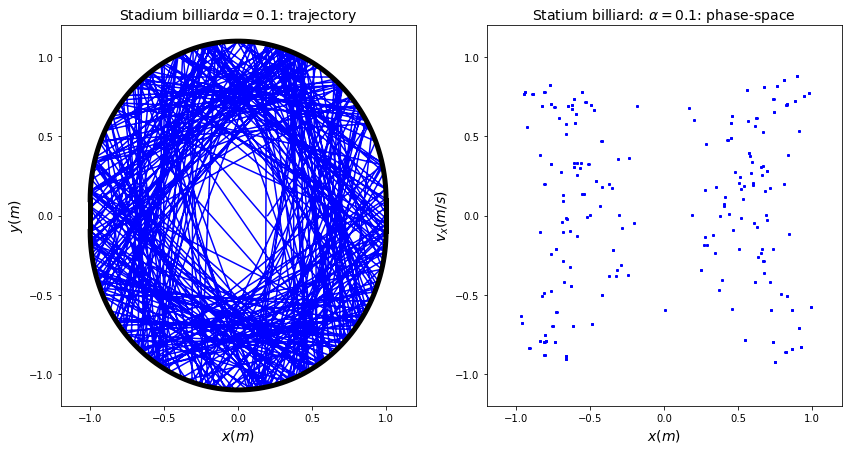 Stadium billiardα = 0.1: trajectory
y(m)
1.0
0.5
0.0
−0.5
−1.0
−1.0 −0.5 0.0 0.5 1.0
x(m)
Statium billiard: α = 0.1: phase-space
v_x(m/s)
1.0
0.5
0.0
−0.5
−1.0
−1.0 −0.5 0.0 0.5 1.0
x(m)